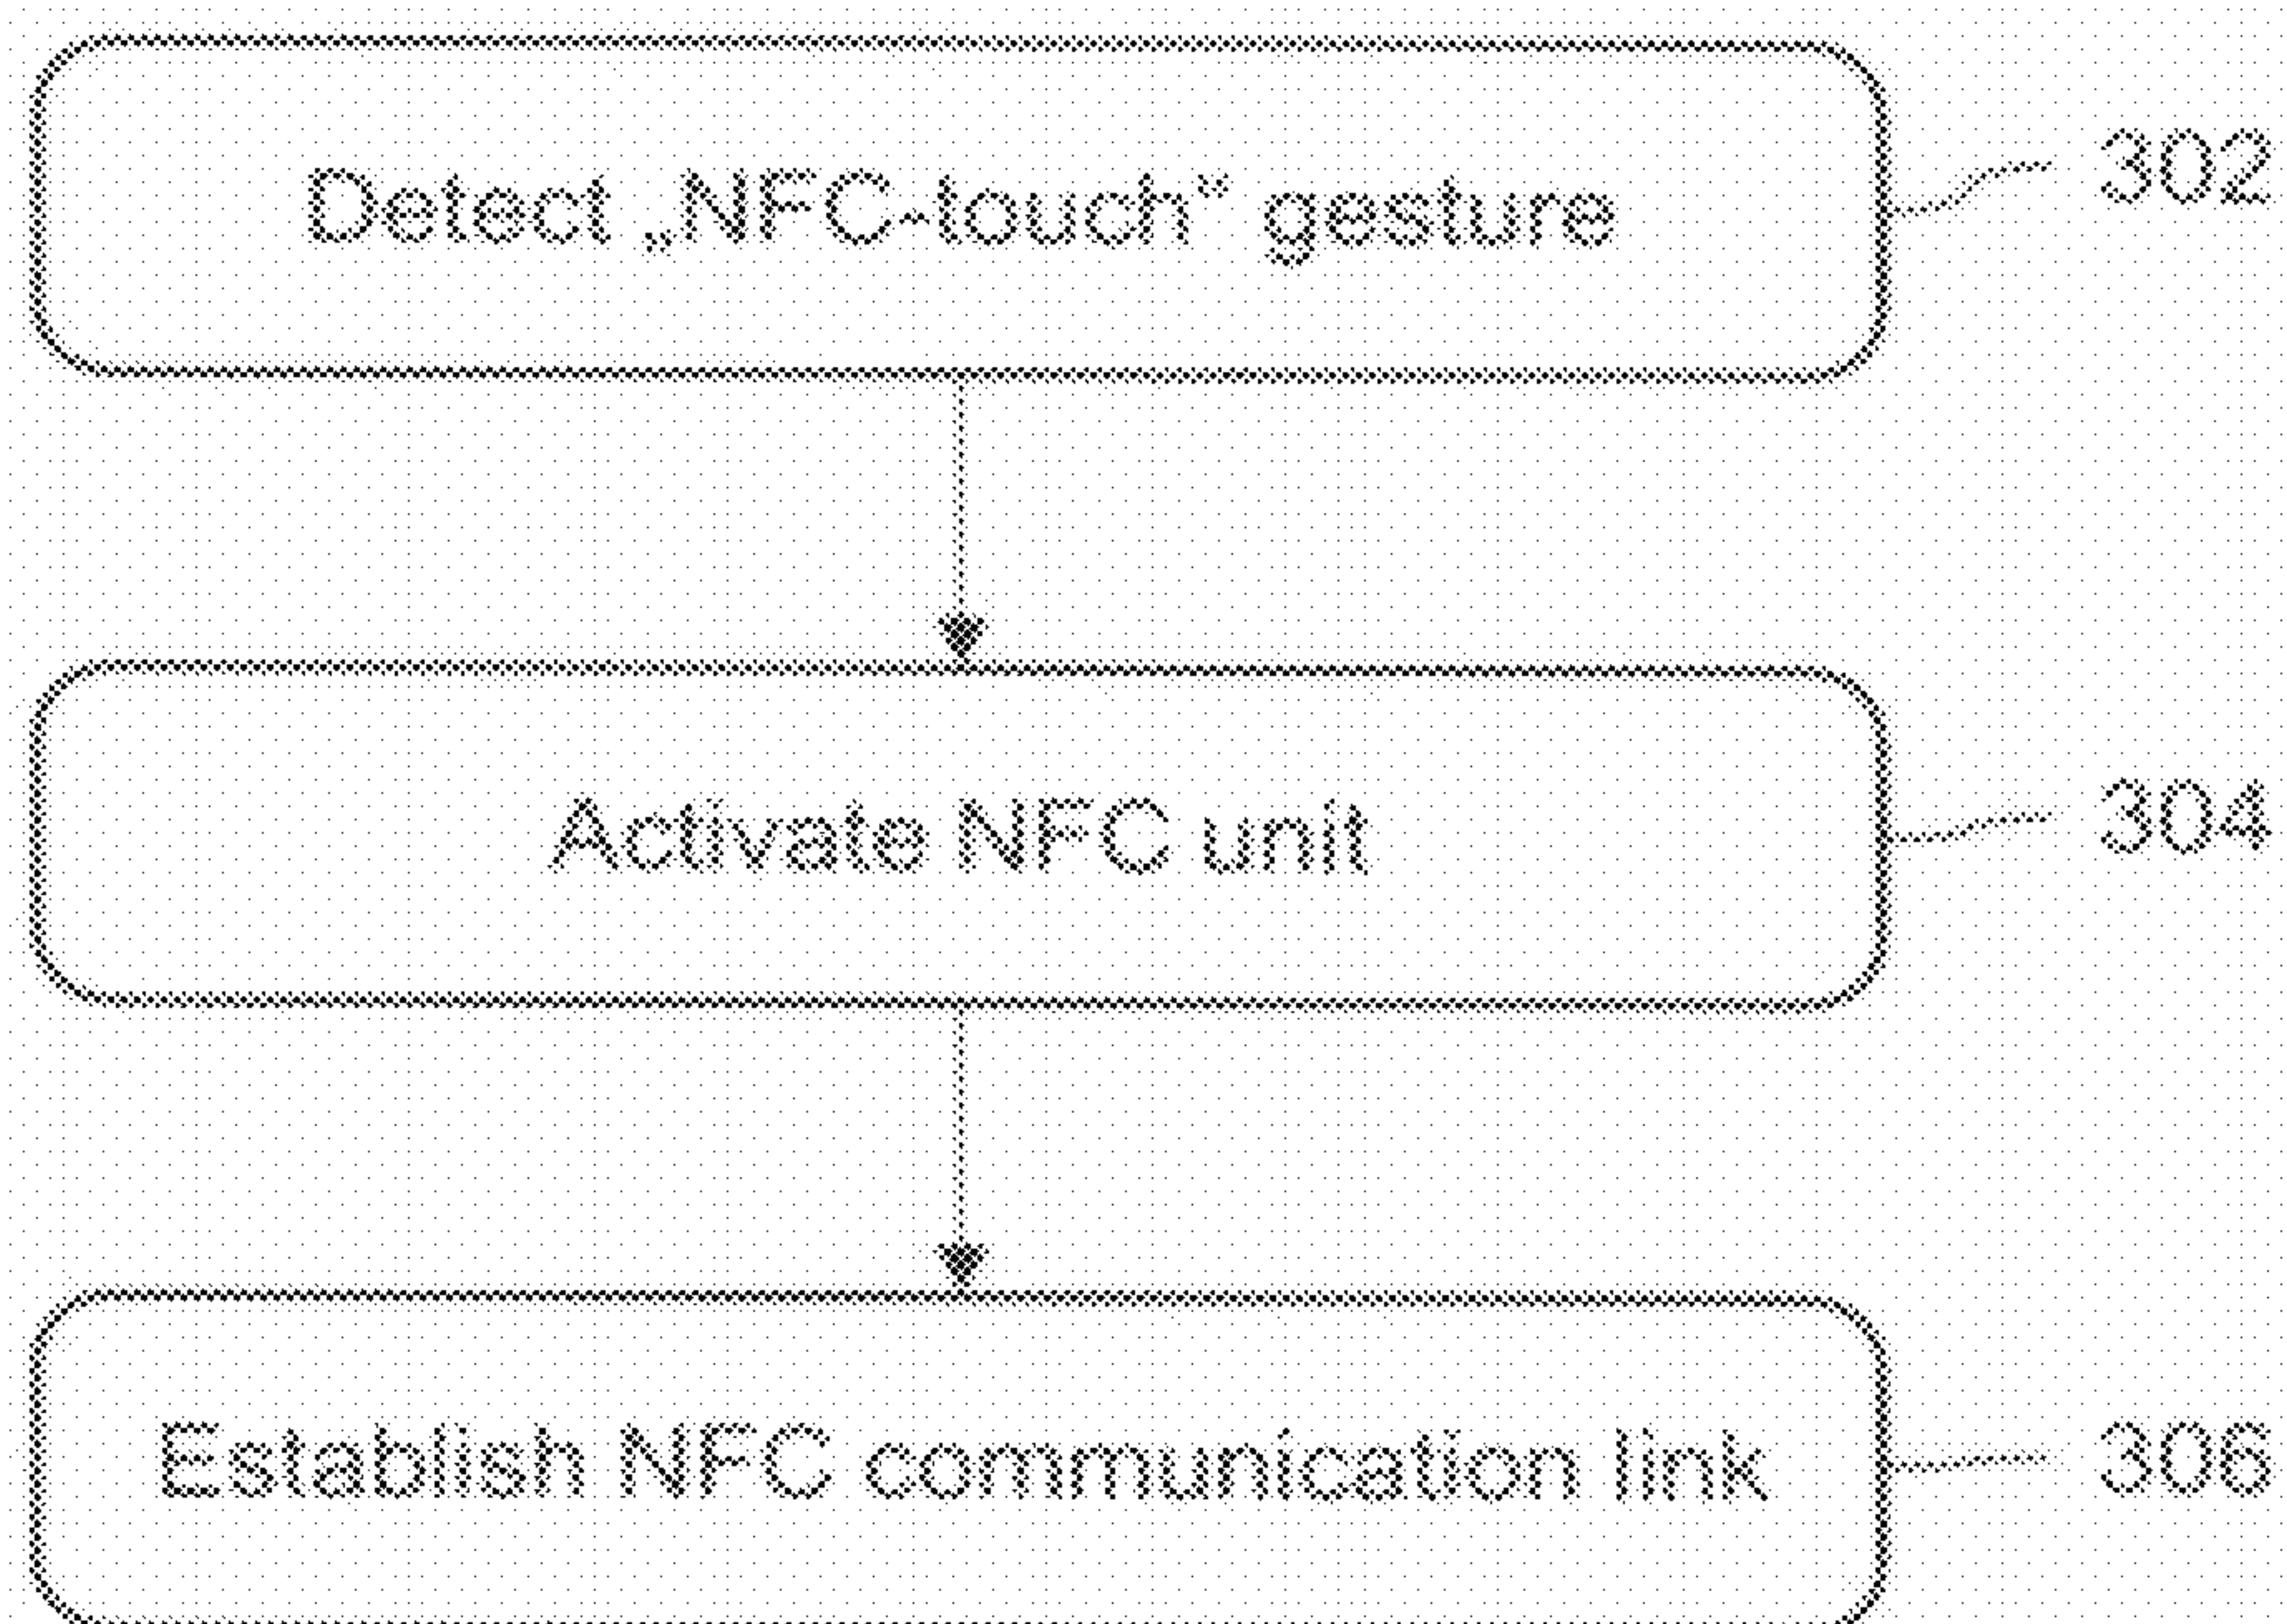 Detect „NFC-touch“ gesture
302
Activate NFC unit
304
Establish NFC communication link
306